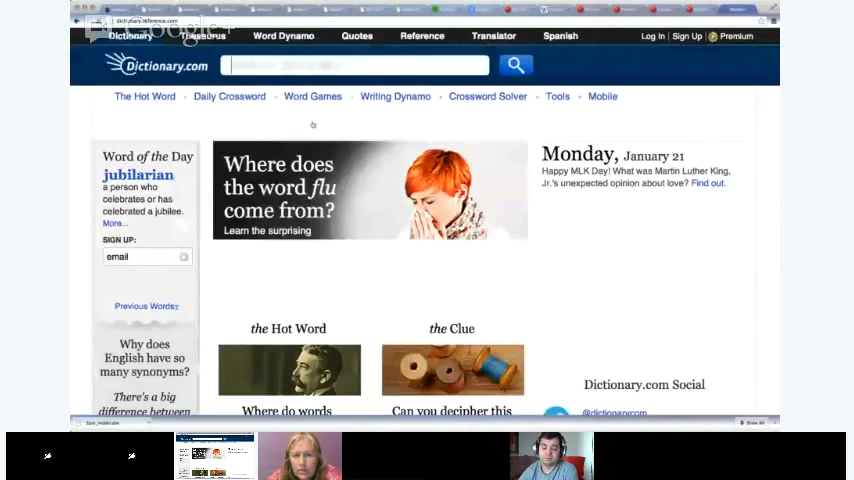 dictionary.reference.com
Google+
Dictionary Thesaurus Word Dynamo Quotes Reference Translator Spanish Log In | Sign Up | Premium
Dictionary.com
The Hot Word Daily Crossword Word Games Writing Dynamo Crossword Solver Tools Mobile
Word of the Day
jubilarian
a person who
celebrates or has
celebrated a jubilee.
More...
SIGN UP:
email
Previous Words
Why does
English have so
many synonyms?
There's a big
difference between
Where does
the word flu
come from?
Learn the surprising
Monday, January 21
Happy MLK Day! What was Martin Luther King,
Jr.'s unexpected opinion about love? Find out.
the Hot Word
Where do words
the Clue
Can you decipher this
Dictionary.com Social
@dictionarycom
Show All